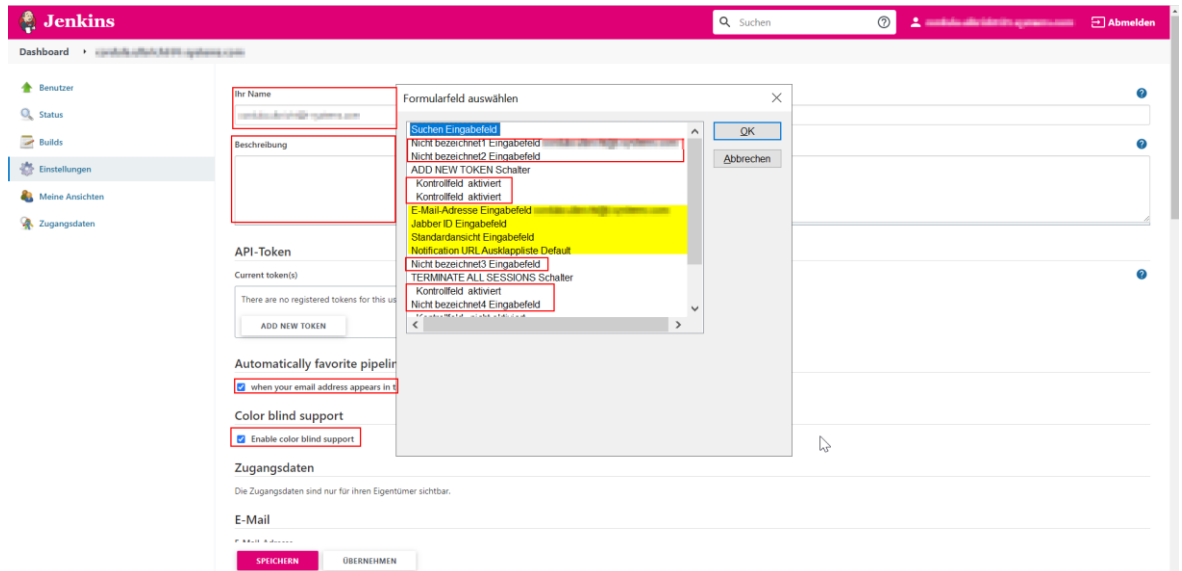 Jenkins
Suchen
Abmelden
Dashboard
Benutzer
Status
Builds
Einstellungen
Meine Ansichten
Zugangsdaten
Ihr Name
Beschreibung
API-Token
Current token(s)
There are no registered tokens for this us
ADD NEW TOKEN
Automatically favorite pipelin
when your email address appears in t
Color blind support
Enable color blind support
Zugangsdaten
Die Zugangsdaten sind nur für ihren Eigentümer sichtbar.
E-Mail
E-Mail-Adresse
SPEICHERN
ÜBERNEHMEN
Formularfeld auswählen
Suchen Eingabefeld
Nicht bezeichnet1 Eingabefeld
Nicht bezeichnet2 Eingabefeld
ADD NEW TOKEN Schalter
Kontrollfeld aktiviert
Kontrollfeld aktiviert
E-Mail-Adresse Eingabefeld
Jabber ID Eingabefeld
Standardansicht Eingabefeld
Notification URL Ausklappliste Default
Nicht bezeichnet3 Eingabefeld
TERMINATE ALL SESSIONS Schalter
Kontrollfeld aktiviert
Nicht bezeichnet4 Eingabefeld
Kontrollfeld nicht aktiviert
OK
Abbrechen